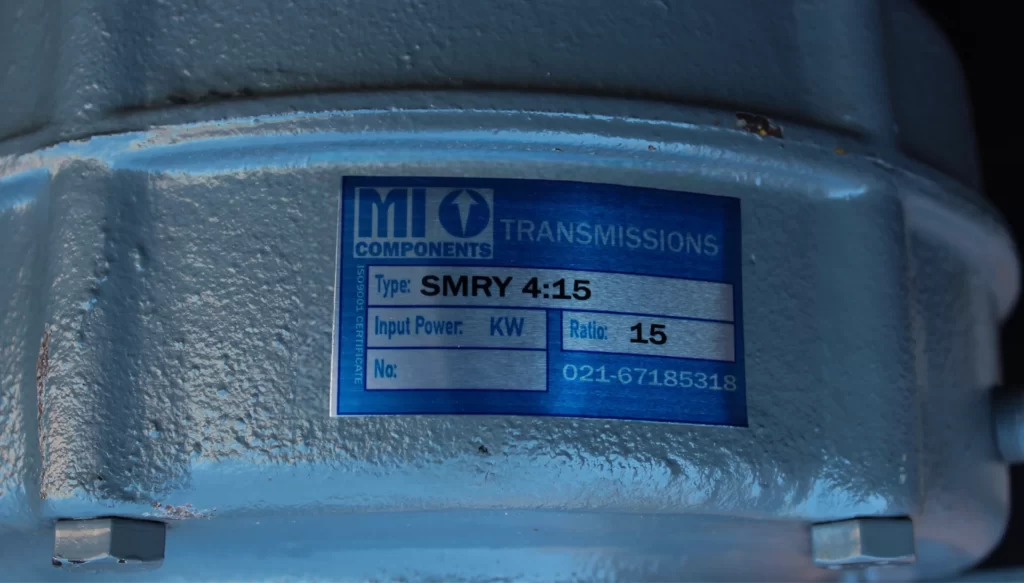 MI
COMPONENTS
TRANSMISSIONS
ISO9001 CERTIFICATE
Type: SMRY 4:15
Input Power: KW
Ratio: 15
No:
021-67185318